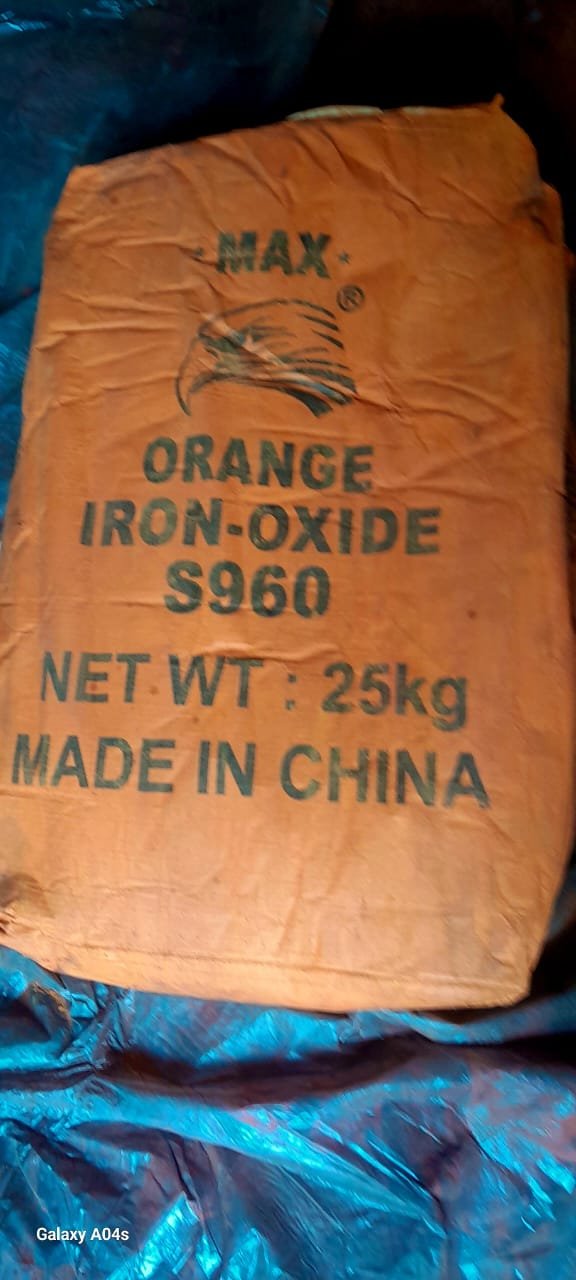 MAX
®
ORANGE
IRON-OXIDE
S960
NET WT : 25kg
MADE IN CHINA
Galaxy A04s